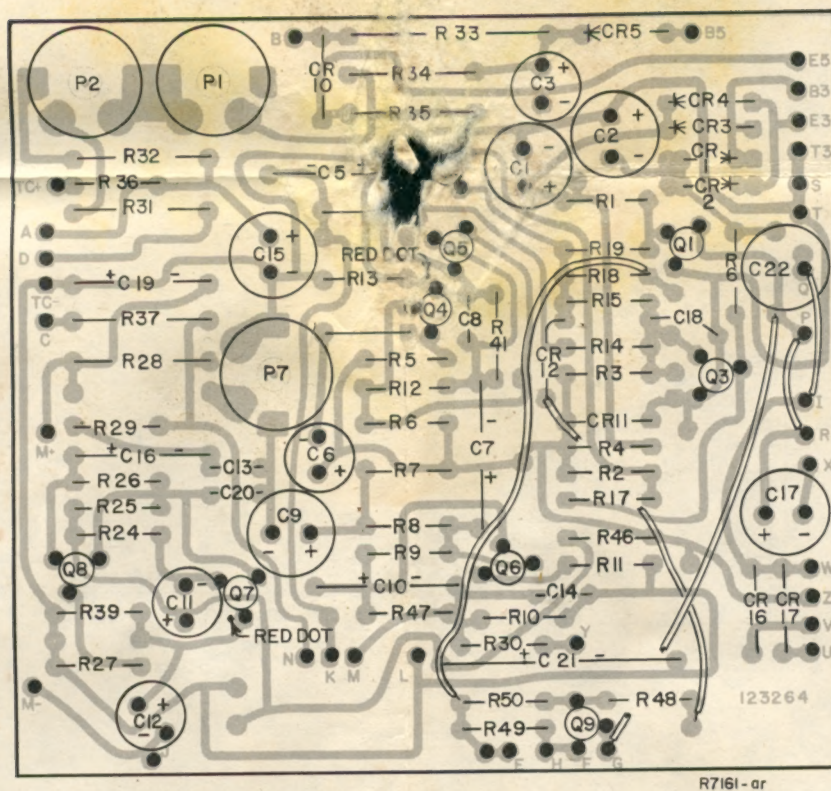 B R 33 CR5 B5
P2 P1 CR 10 R34 C3 + - E5
R35 CR4 B3
C2 + - CR3 E3
R32 C5 - + C1 - + CR 1 T3
TC+ R36 CR 2 S
R31 R1 T
A C15 + - RED DOT Q5 R19 Q1 R 6 C22
D R13 R18 Q
+ C19 - R15
TC- Q4 C8 R 41 C18 P
C R37 R14
R28 P7 R5 CR 12 R3 Q3
R12 I
R29 R6 CR11 R
M+ + C16 - C6 - + C7 - + R4
C13 R7 R2 X
R26 C20 R17 C17 + -
R25 C9 - + R8 R46
R24 R9 R11 W
Q8 Q7 Q6 C14 Z
C11 - + + C10 - R10 CR 16 CR 17 V
R39 RED DOT R47 R30 Y U
R27 N K M L + C 21 -
M- R50 R48 123264
C12 + - R49 Q9
J E H F G
R7161-ar